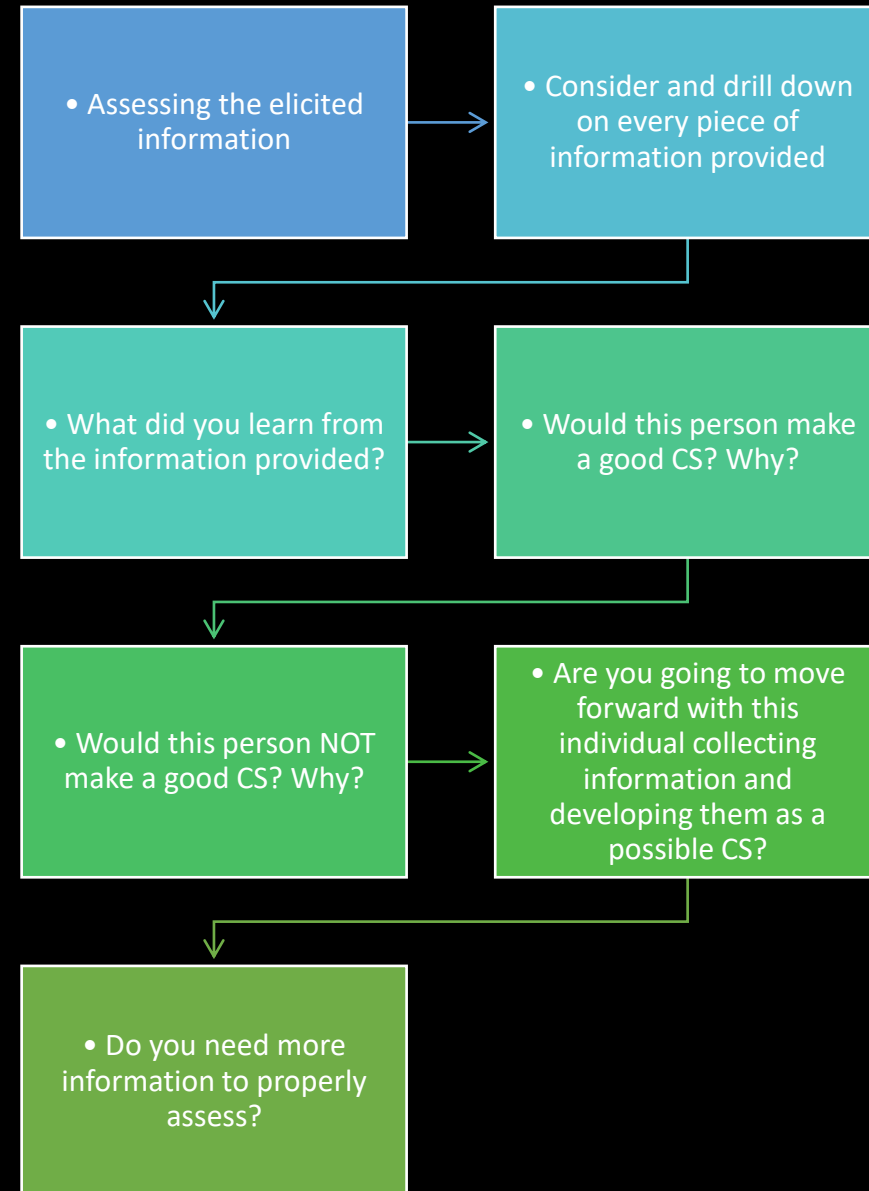 • Assessing the elicited
information
• Consider and drill down
on every piece of
information provided
• What did you learn from
the information provided?
• Would this person make
a good CS? Why?
• Would this person NOT
make a good CS? Why?
• Are you going to move
forward with this
individual collecting
information and
developing them as a
possible CS?
• Do you need more
information to properly
assess?